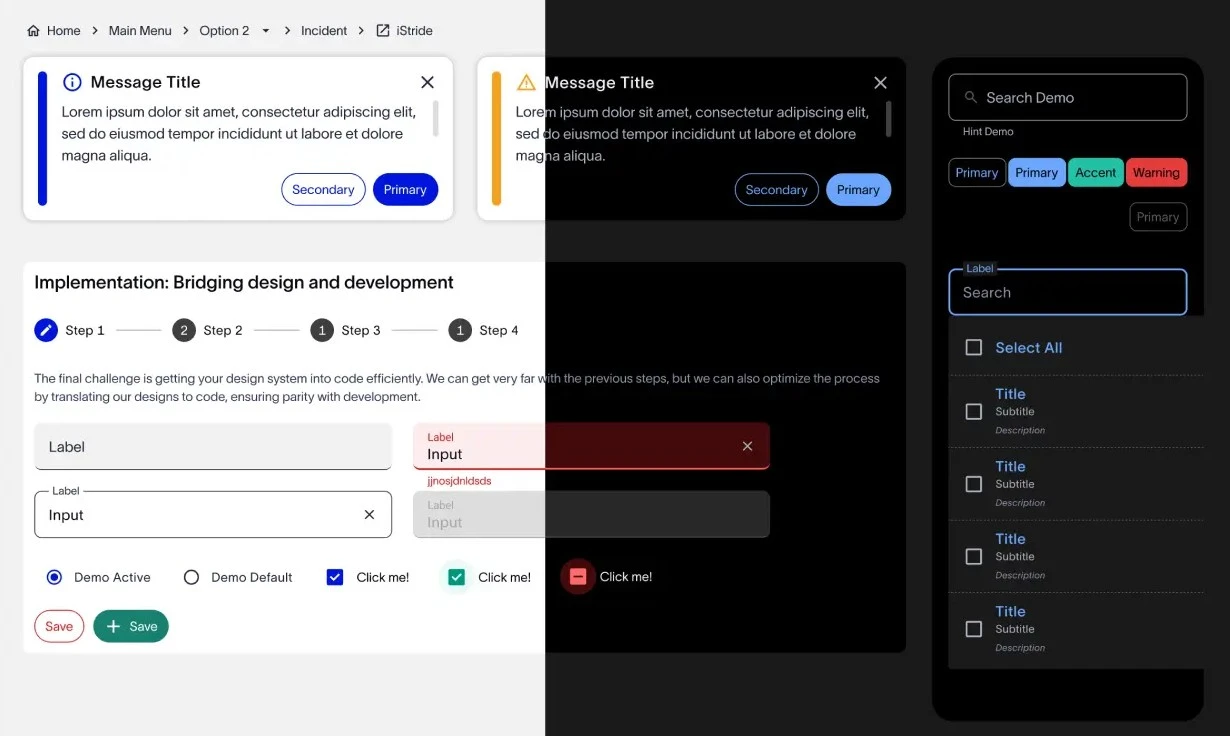 Home > Main Menu > Option 2 > Incident > iStride
Message Title
Lorem ipsum dolor sit amet, consectetur adipiscing elit,
sed do eiusmod tempor incididunt ut labore et dolore
magna aliqua.
Secondary Primary
Message Title
Lorem ipsum dolor sit amet, consectetur adipiscing elit,
sed do eiusmod tempor incididunt ut labore et dolore
magna aliqua.
Secondary Primary
Implementation: Bridging design and development
Step 1 2 Step 2 1 Step 3 1 Step 4
The final challenge is getting your design system into code efficiently. We can get very far with the previous steps, but we can also optimize the process
by translating our designs to code, ensuring parity with development.
Label
Label
Input
jjnosjdnldsds
Label
Input
Label
Input
Demo Active Demo Default Click me! Click me! Click me!
Save + Save
Search Demo
Hint Demo
Primary Primary Accent Warning
Primary
Label
Search
Select All
Title
Subtitle
Description
Title
Subtitle
Description
Title
Subtitle
Description
Title
Subtitle
Description